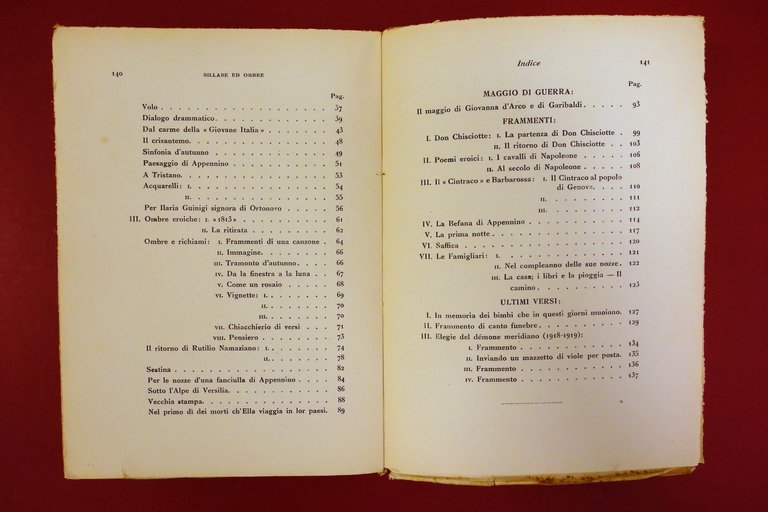 140 SILLABE ED OMBRE
Pag.
Volo . . . . . . . . . . . . . . . . . 37
Dialogo drammatico . . . . . . . . . . . . 39
Dal carme della « Giovane Italia » . . . . . . . . 43
Il crisantemo. . . . . . . . . . . . . . . 48
Sinfonia d'autunno . . . . . . . . . . . . 49
Paesaggio di Appennino . . . . . . . . . . 51
A Tristano. . . . . . . . . . . . . . . . 53
Acquarelli : I. . . . . . . . . . . . . . . 54
II. . . . . . . . . . . . . . . 55
Per Ilaria Guinigi signora di Ortonovo . . . . . . 56
III. Ombre eroiche : I. « 1813 » . . . . . . . . . 61
II. La ritirata . . . . . . . . . 62
Ombre e richiami : I. Frammenti di una canzone . . 64
II. Immagine. . . . . . . . 66
III. Tramonto d'autunno. . . . 65
IV. Da la finestra a la luna . . 67
V. Come un rosaio . . . . . 68
VI. Vignette : I. . . . . . . . 69
II. . . . . . . . 70
III. . . . . . . . 70
VII. Chiacchierio di versi . . . . 71
VIII. Pensiero . . . . . . . . 73
Il ritorno di Rutilio Namaziano : I. . . . . . . . 74
II. . . . . . . . 78
Sestina . . . . . . . . . . . . . . . . 82
Per le nozze d'una fanciulla di Appennino . . . . . 84
Sotto l'Alpe di Versilia. . . . . . . . . . . . 86
Vecchia stampa. . . . . . . . . . . . . . 88
Nel primo dì dei morti ch'Ella viaggia in lor paesi. 89
Indice 141
Pag.
MAGGIO DI GUERRA:
Il maggio di Giovanna d'Arco e di Garibaldi . . . . . 93
FRAMMENTI:
I. Don Chisciotte : I. La partenza di Don Chisciotte . . 99
II. Il ritorno di Don Chisciotte . . 103
II. Poemi eroici : I. I cavalli di Napoleone . . . . . 106
II. Al secolo di Napoleone . . . . . 108
III. Il « Cintraco » e Barbarossa : I. Il Cintraco al popolo
di Genova. . . . 110
II. . . . . . . . . 111
III. . . . . . . . . 112
IV. La Befana di Appennino . . . . . . . . . . 114
V. La prima notte . . . . . . . . . . . . . 117
VI. Saffica . . . . . . . . . . . . . . . . 120
VII. Le Famigliari : I. . . . . . . . . . . . . 121
II. Nel compleanno delle sue nozze. . . 122
III. La casa, i libri e la pioggia — Il
camino . . . . . . . . . . . 123
ULTIMI VERSI:
I. In memoria dei bimbi che in questi giorni muoiono. 127
II. Frammento di canto funebre . . . . . . . . . 129
III. Elegie del dèmone meridiano (1918-1919) :
I. Frammento . . . . . . . . . . . . . 134
II. Inviando un mazzetto di viole per posta. . . 135
III. Frammento . . . . . . . . . . . . . 136
IV. Frammento . . . . . . . . . . . . . 137